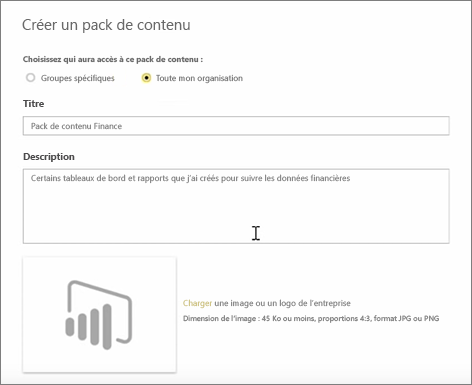 Créer un pack de contenu
Choisissez qui aura accès à ce pack de contenu :
Groupes spécifiques Toute mon organisation
Titre
Pack de contenu Finance
Description
Certains tableaux de bord et rapports que j'ai créés pour suivre les données financières
Charger une image ou un logo de l'entreprise
Dimension de l'image : 45 Ko ou moins, proportions 4:3, format JPG ou PNG